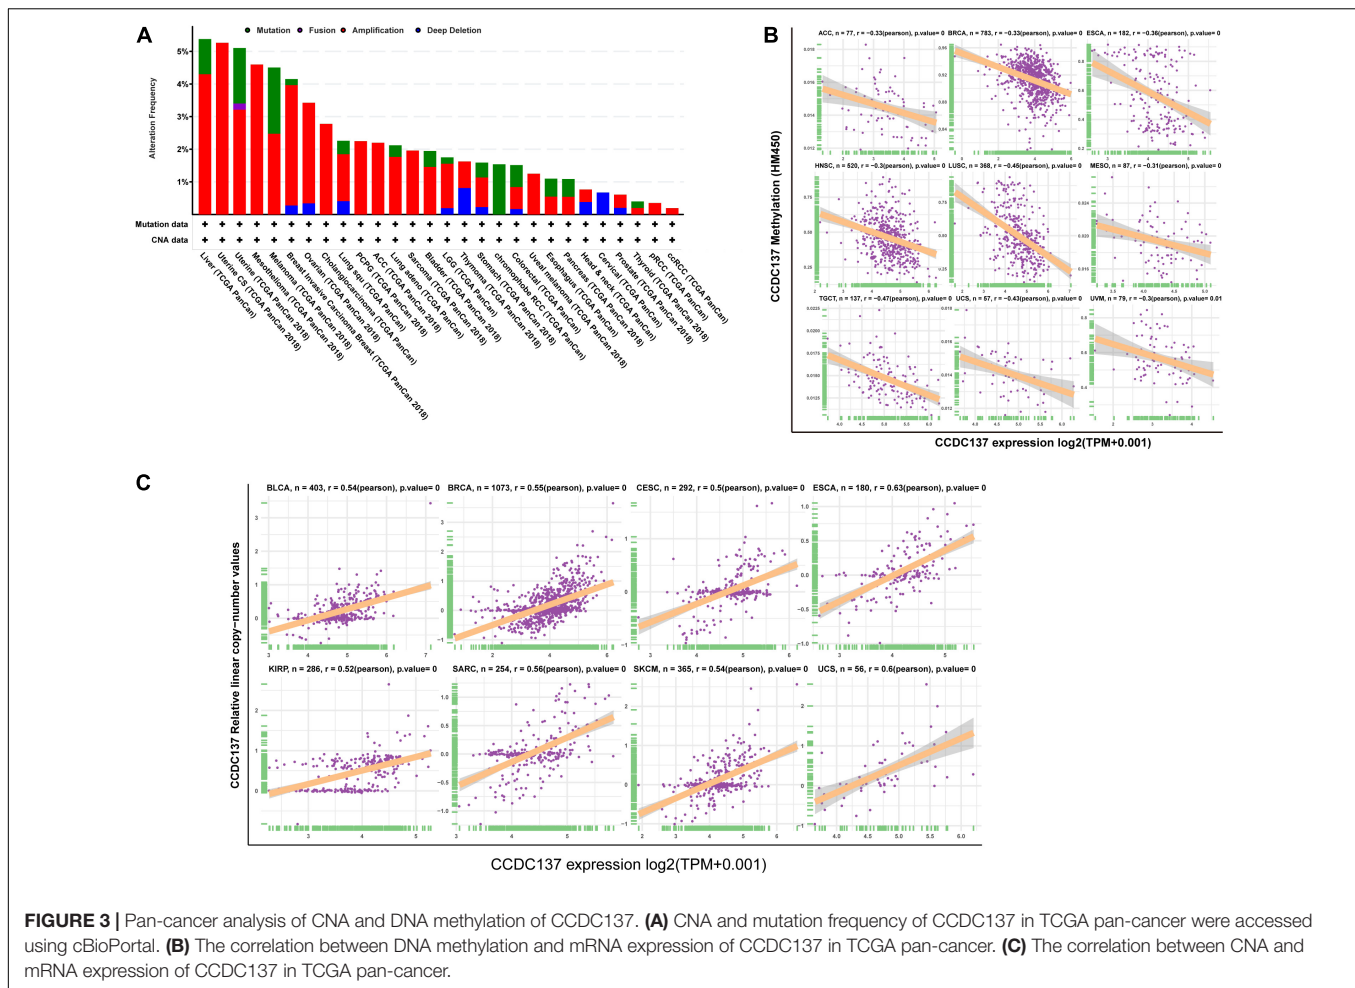 A
Mutation Fusion Amplification Deep Deletion
Alteration Frequency
5%
4%
3%
2%
1%
Mutation data + + + + + + + + + + + + + + + + + + + + + + + + + + + +
CNA data + + + + + + + + + + + + + + + + + + + + + + + + + + + +
Liver (TCGA PanCan)
Uterine CS (TCGA PanCan 2018)
Uterine (TCGA PanCan 2018)
Mesothelioma (TCGA PanCan 2018)
Melanoma (TCGA PanCan 2018)
Breast Invasive Carcinoma Breast (TCGA PanCan 2018)
Ovarian (TCGA PanCan 2018)
Cholangiocarcinoma (TCGA PanCan)
Lung squ (TCGA PanCan)
PCPG (TCGA PanCan 2018)
ACC (TCGA PanCan 2018)
Lung adeno (TCGA PanCan)
Sarcoma (TCGA PanCan 2018)
Bladder (TCGA PanCan 2018)
LGG (TCGA PanCan 2018)
Thymoma (TCGA PanCan 2018)
Stomach (TCGA PanCan 2018)
chromophobe RCC (TCGA PanCan)
Colorectal (TCGA PanCan)
Uveal melanoma (TCGA PanCan 2018)
Esophagus (TCGA PanCan)
Pancreas (TCGA PanCan 2018)
Head & neck (TCGA PanCan)
Cervical (TCGA PanCan)
Prostate (TCGA PanCan 2018)
Thyroid (TCGA PanCan 2018)
pRCC (TCGA PanCan)
ccRCC (TCGA PanCan)
B
CCDC137 Methylation (HM450)
ACC, n = 77, r = −0.33(pearson), p.value= 0
BRCA, n = 783, r = −0.33(pearson), p.value= 0
ESCA, n = 182, r = −0.36(pearson), p.value= 0
HNSC, n = 520, r = −0.3(pearson), p.value= 0
LUSC, n = 368, r = −0.45(pearson), p.value= 0
MESO, n = 87, r = −0.31(pearson), p.value= 0
TGCT, n = 137, r = −0.47(pearson), p.value= 0
UCS, n = 57, r = −0.43(pearson), p.value= 0
UVM, n = 79, r = −0.3(pearson), p.value= 0.01
CCDC137 expression log2(TPM+0.001)
C
CCDC137 Relative linear copy−number values
BLCA, n = 403, r = 0.54(pearson), p.value= 0
BRCA, n = 1073, r = 0.55(pearson), p.value= 0
CESC, n = 292, r = 0.5(pearson), p.value= 0
ESCA, n = 180, r = 0.63(pearson), p.value= 0
KIRP, n = 286, r = 0.52(pearson), p.value= 0
SARC, n = 254, r = 0.56(pearson), p.value= 0
SKCM, n = 365, r = 0.54(pearson), p.value= 0
UCS, n = 56, r = 0.6(pearson), p.value= 0
CCDC137 expression log2(TPM+0.001)
FIGURE 3 | Pan-cancer analysis of CNA and DNA methylation of CCDC137. (A) CNA and mutation frequency of CCDC137 in TCGA pan-cancer were accessed
using cBioPortal. (B) The correlation between DNA methylation and mRNA expression of CCDC137 in TCGA pan-cancer. (C) The correlation between CNA and
mRNA expression of CCDC137 in TCGA pan-cancer.